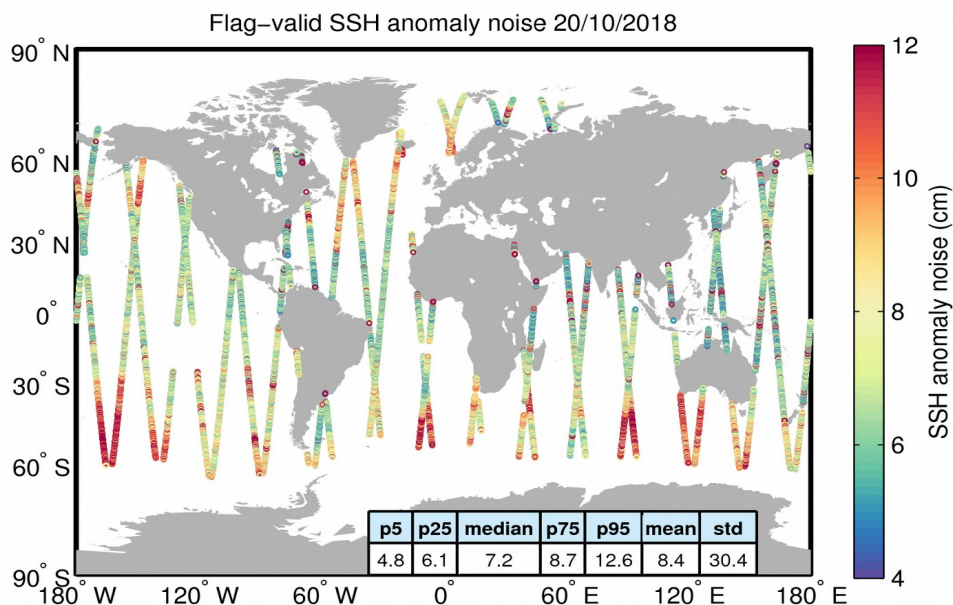 Flag−valid SSH anomaly noise 20/10/2018
90° N
60° N
30° N
0°
30° S
60° S
90° S
180° W
120° W
60° W
0°
60° E
120° E
180° E
p5 p25 median p75 p95 mean std
4.8 6.1 7.2 8.7 12.6 8.4 30.4
12
10
8
6
4
SSH anomaly noise (cm)